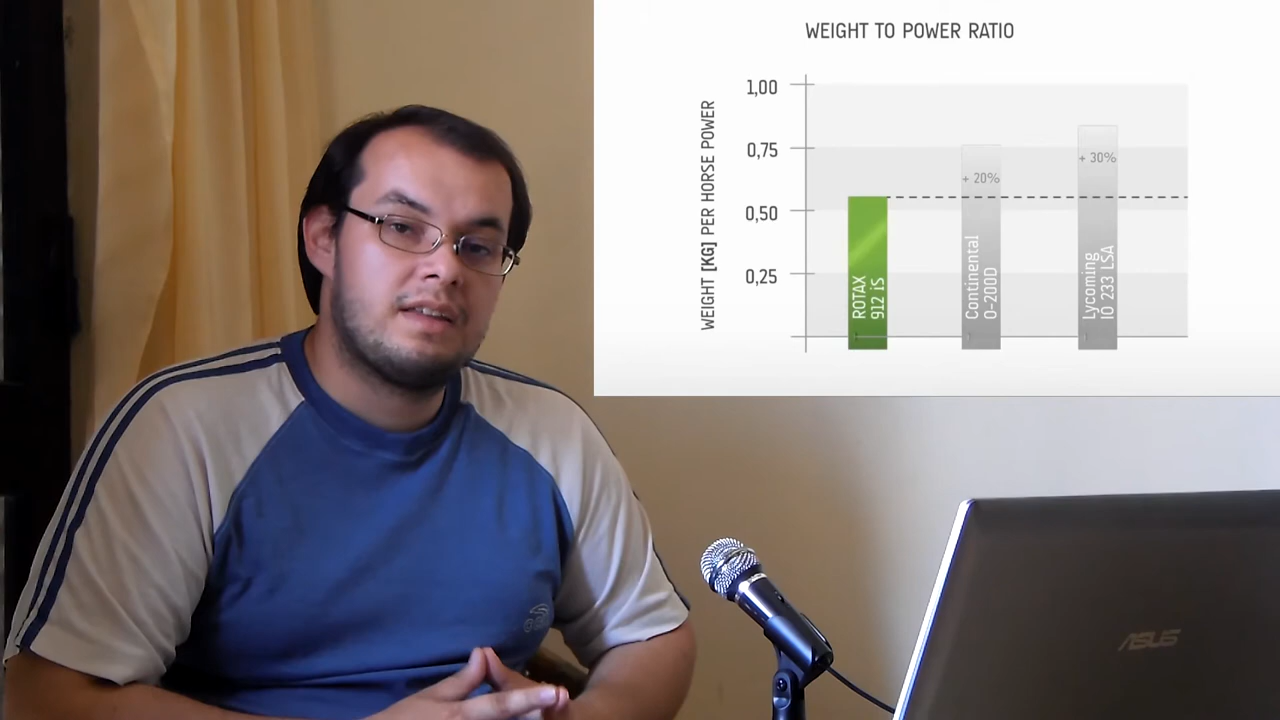 WEIGHT TO POWER RATIO
WEIGHT [KG] PER HORSE POWER
1,00
0,75
0,50
0,25
ROTAX
912 iS
+ 20%
Continental
O-200D
+ 30%
Lycoming
IO 233 LSA
ASUS